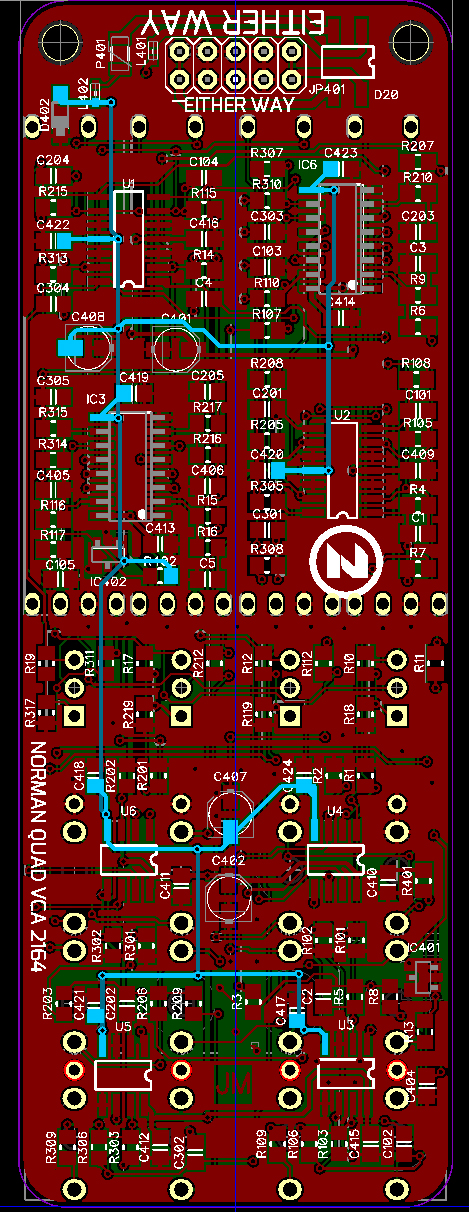 EITHER WAY
P401 L401
JP401 D20
EITHER WAY
D402 L402
R207
R307 C423
C204 C104 IC6
R215 U1 R115 R310 R210
C422 C416 C303 C203
R313 R14 C103 C3
C304 C4 R110 R9
C414
C408 C401 R107 R6
R208 R108
C305 C419 C205 C201 C101
IC3 R217
R315 R205 U2 R105
R314 R216
C405 C406 C420 C409
R305
R116 R15 C301 R4
C413 C1
R117 R16 R308 R7
C105 R402 C5
IC402
R19 R311 R17 R212 R12 R112 R10 R11
R317 R219 R119 R18
NORMAN QUAD VCA 2164
C418 R202 R201 C407 C424 R2 R1
U6 U4
C402
C411 C410 R401
R302 R301 R102 R101 IC401
R203 C421 C202 R206 R209 R3 C417 C2 R5 R8
U5 U3 R13
JM C404
R309 R306 R303 C412 C302 R109 R106 R103 C415 C102